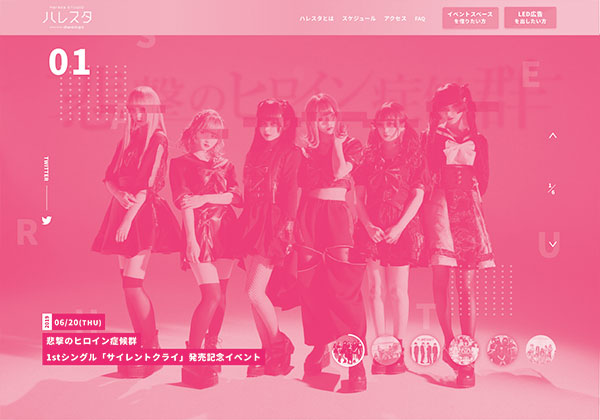 ハレスタ
ハレスタとは
スケジュール
アクセス
FAQ
イベントスペース
を借りたい方
LED広告
を出したい方
S
01
悲撃のヒロイン症候群
E
TWITTER
1/6
R
U
T
2019
06/20(THU)
悲撃のヒロイン症候群
1stシングル「サイレントクライ」発売記念イベント